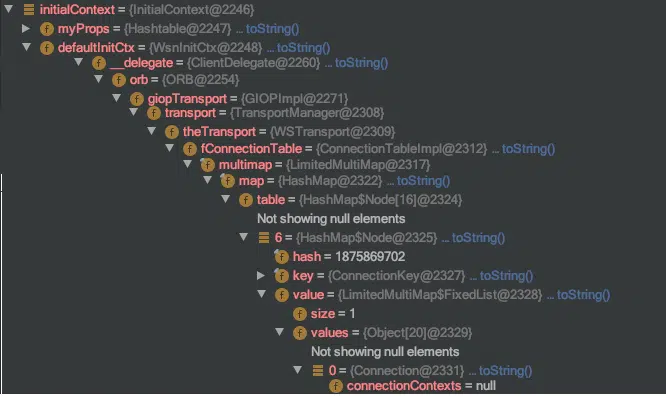 initialContext = {InitialContext@2246}
myProps = {Hashtable@2247} ... toString()
defaultInitCtx = {WsnInitCtx@2248} ... toString()
__delegate = {ClientDelegate@2260} ... toString()
orb = {ORB@2254}
giopTransport = {GIOPImpl@2271}
transport = {TransportManager@2308}
theTransport = {WSTransport@2309}
fConnectionTable = {ConnectionTableImpl@2312} ... toString()
multimap = {LimitedMultiMap@2317}
map = {HashMap@2322} ... toString()
table = {HashMap$Node[16]@2324}
Not showing null elements
6 = {HashMap$Node@2325} ... toString()
hash = 1875869702
key = {ConnectionKey@2327} ... toString()
value = {LimitedMultiMap$FixedList@2328} ... toString()
size = 1
values = {Object[20]@2329}
Not showing null elements
0 = {Connection@2331} ... toString()
connectionContexts = null